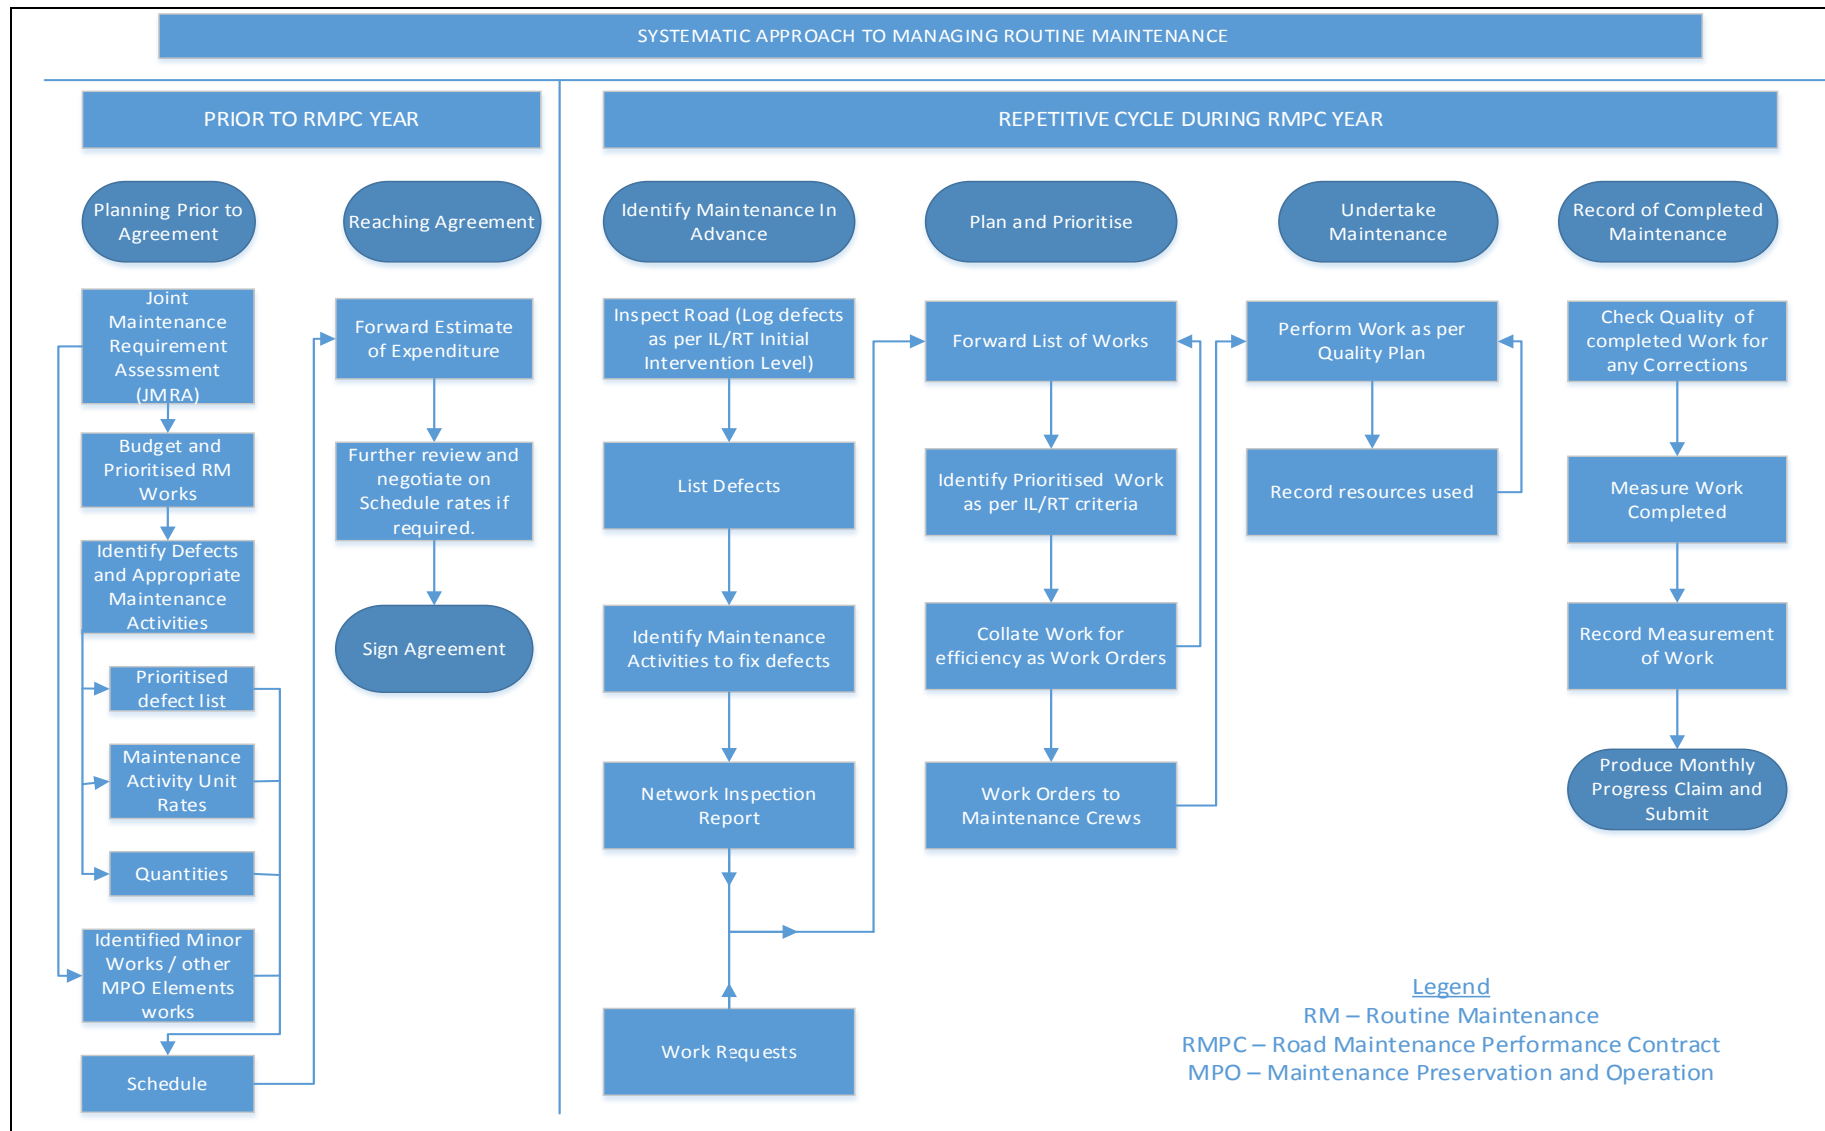 SYSTEMATIC APPROACH TO MANAGING ROUTINE MAINTENANCE
PRIOR TO RMPC YEAR
REPETITIVE CYCLE DURING RMPC YEAR
Planning Prior to
Agreement
Joint
Maintenance
Requirement
Assessment
(JMRA)
Budget and
Prioritised RM
Works
Identify Defects
and Appropriate
Maintenance
Activities
Prioritised
defect list
Maintenance
Activity Unit
Rates
Quantities
Identified Minor
Works / other
MPO Elements
works
Schedule
Reaching Agreement
Forward Estimate
of Expenditure
Further review and
negotiate on
Schedule rates if
required.
Sign Agreement
Identify Maintenance In
Advance
Inspect Road (Log defects
as per IL/RT Initial
Intervention Level)
List Defects
Identify Maintenance
Activities to fix defects
Network Inspection
Report
Work Requests
Plan and Prioritise
Forward List of Works
Identify Prioritised Work
as per IL/RT criteria
Collate Work for
efficiency as Work Orders
Work Orders to
Maintenance Crews
Undertake
Maintenance
Perform Work as per
Quality Plan
Record resources used
Record of Completed
Maintenance
Check Quality of
completed Work for
any Corrections
Measure Work
Completed
Record Measurement
of Work
Produce Monthly
Progress Claim and
Submit
Legend
RM – Routine Maintenance
RMPC – Road Maintenance Performance Contract
MPO – Maintenance Preservation and Operation